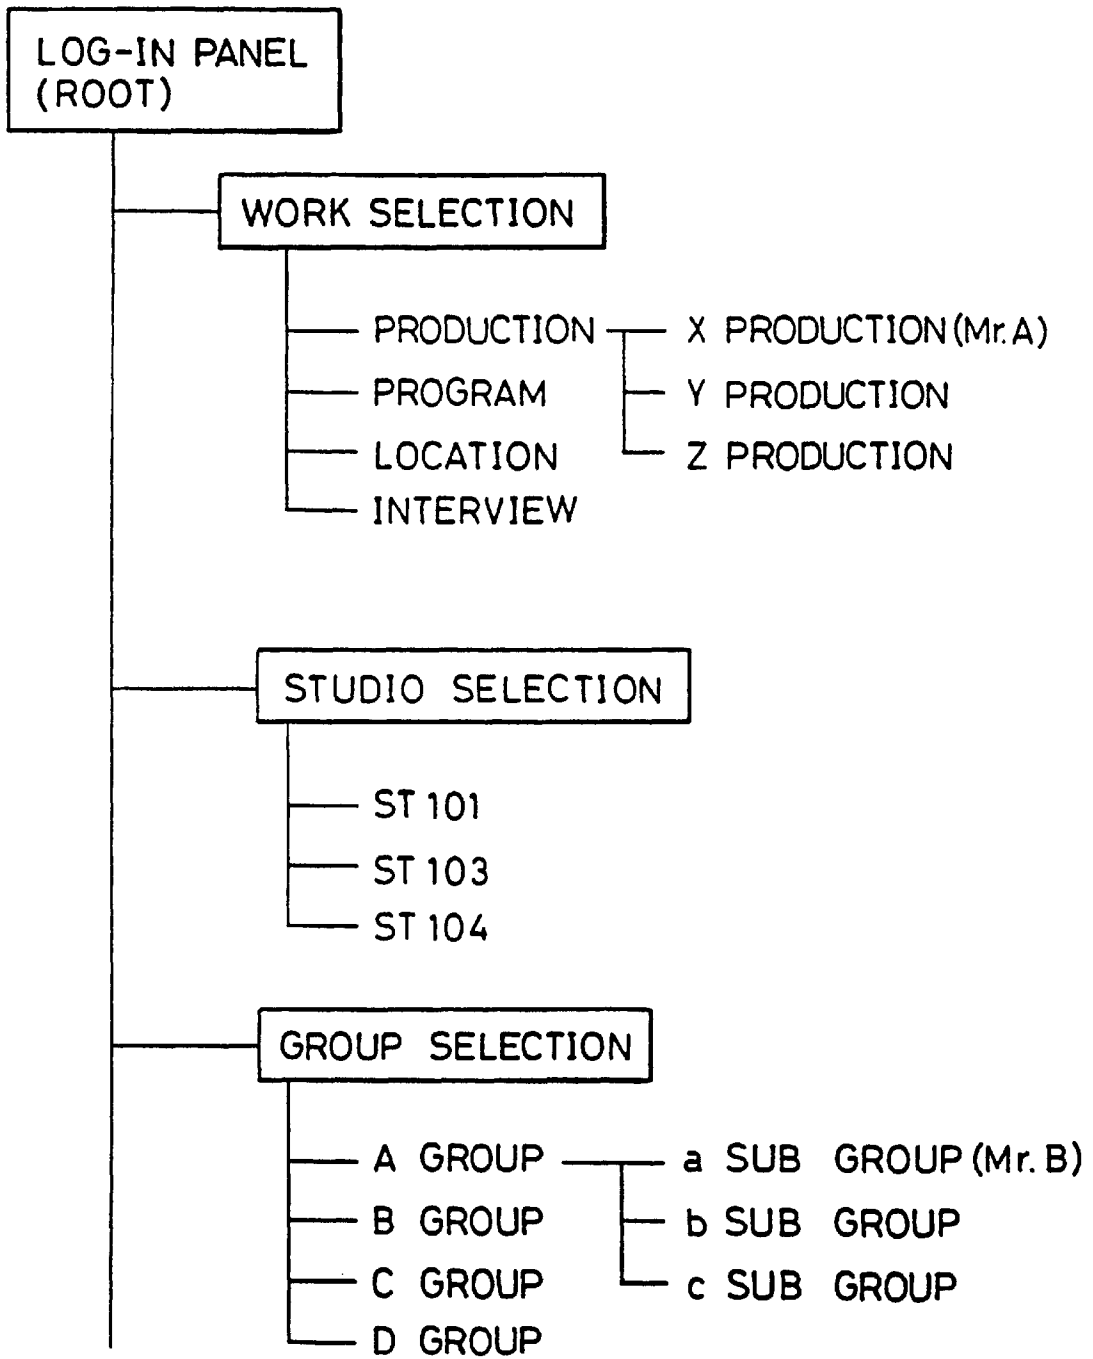 LOG-IN PANEL
(ROOT)
WORK SELECTION
PRODUCTION X PRODUCTION(Mr.A)
PROGRAM Y PRODUCTION
LOCATION Z PRODUCTION
INTERVIEW
STUDIO SELECTION
ST 101
ST 103
ST 104
GROUP SELECTION
A GROUP a SUB GROUP(Mr.B)
B GROUP b SUB GROUP
C GROUP c SUB GROUP
D GROUP